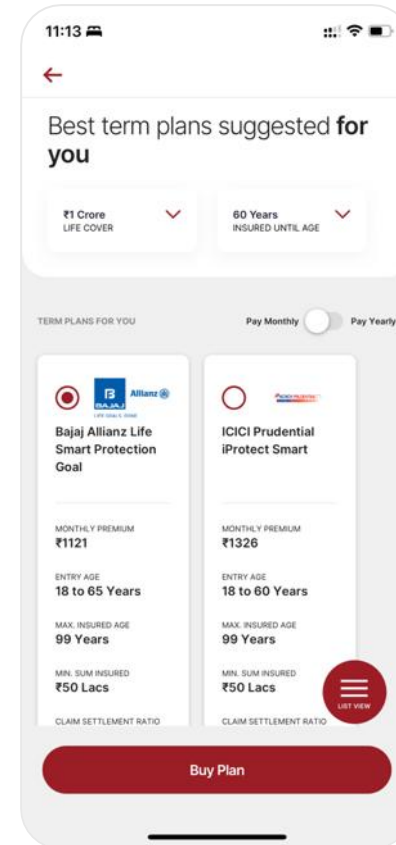 11:13
Best term plans suggested for
you
₹1 Crore
LIFE COVER
60 Years
INSURED UNTIL AGE
TERM PLANS FOR YOU
Pay Monthly
Pay Yearly
BAJAJ
Allianz
Bajaj Allianz Life
Smart Protection
Goal
MONTHLY PREMIUM
₹1121
ENTRY AGE
18 to 65 Years
MAX. INSURED AGE
99 Years
MIN. SUM INSURED
₹50 Lacs
CLAIM SETTLEMENT RATIO
ICICI Prudential
iProtect Smart
MONTHLY PREMIUM
₹1326
ENTRY AGE
18 to 60 Years
MAX. INSURED AGE
99 Years
MIN. SUM INSURED
₹50 Lacs
CLAIM SETTLEMENT RATIO
LIST VIEW
Buy Plan